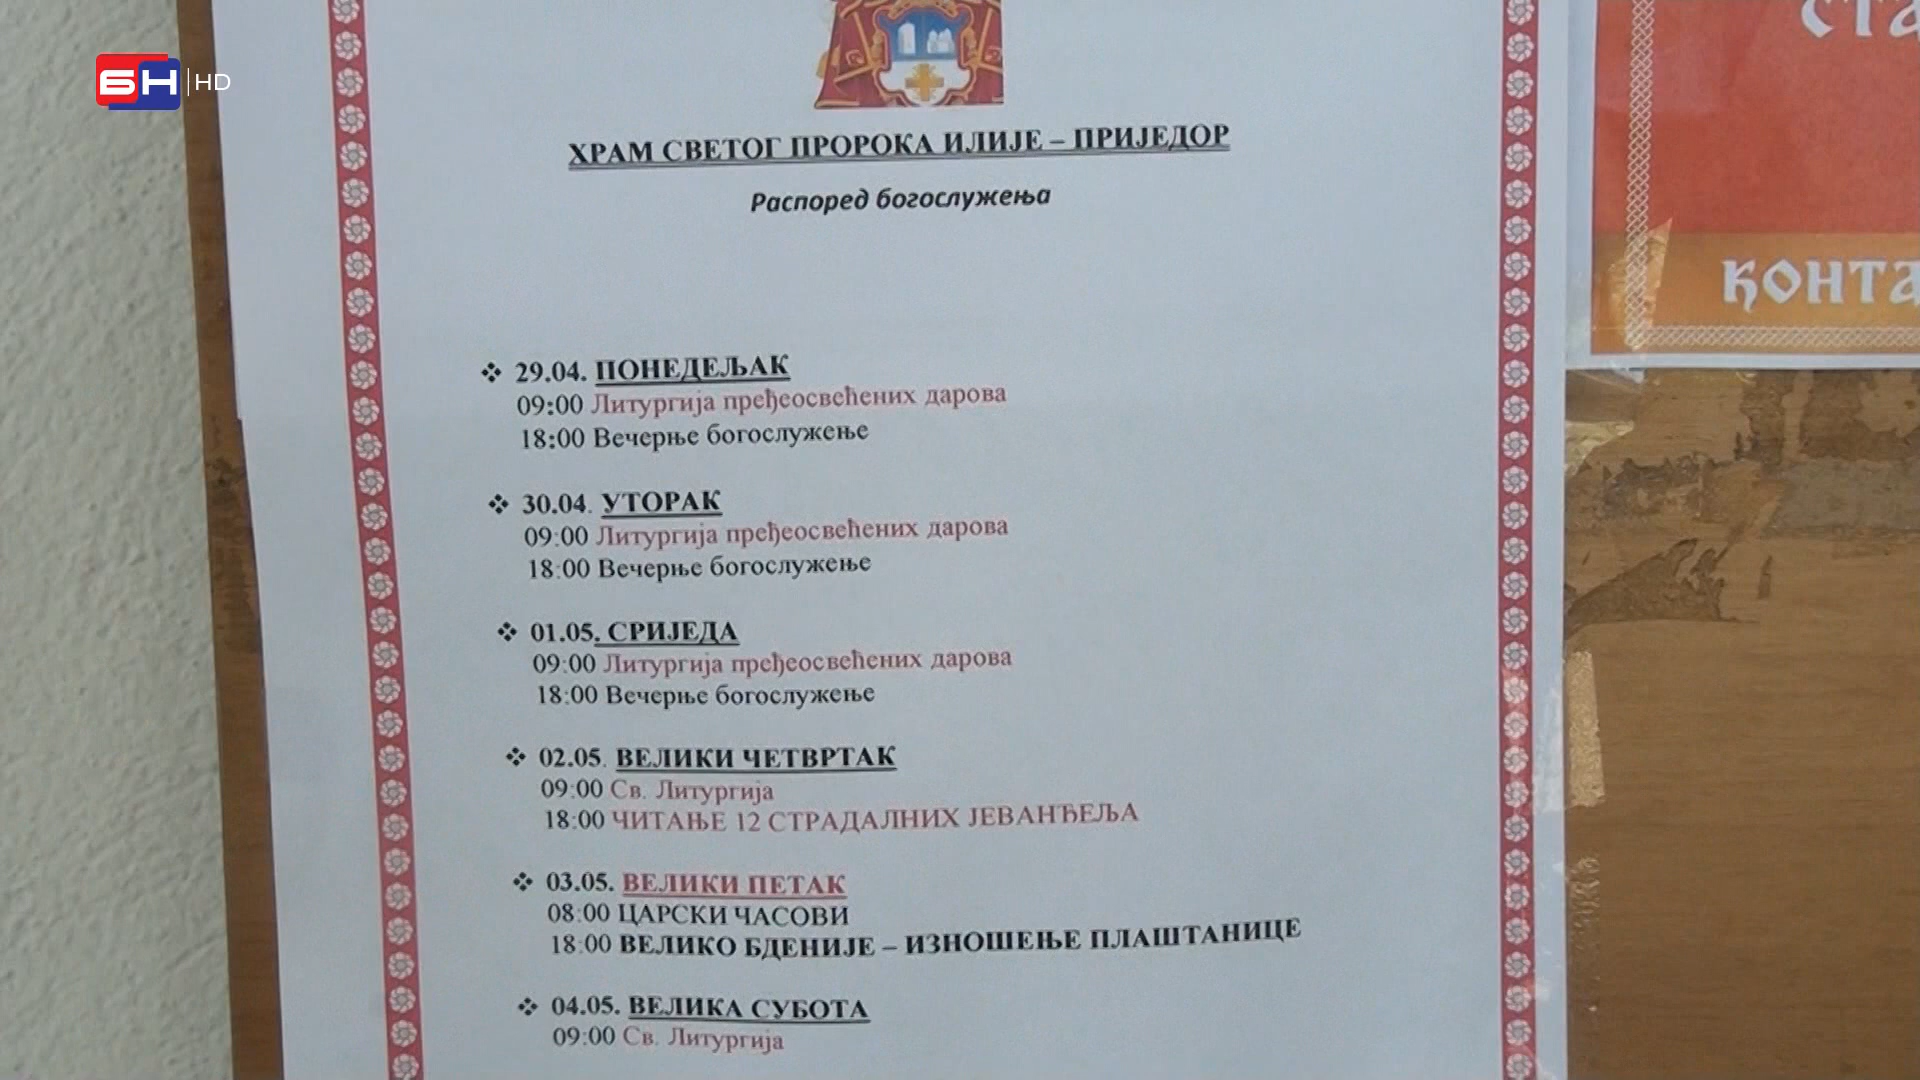 БН HD
ХРАМ СВЕТОГ ПРОРОКА ИЛИЈЕ – ПРИЈЕДОР
Распоред богослужења
29.04. ПОНЕДЕЉАК
09:00 Литургија пређеосвећених дарова
18:00 Вечерње богослужење
30.04. УТОРАК
09:00 Литургија пређеосвећених дарова
18:00 Вечерње богослужење
01.05. СРИЈЕДА
09:00 Литургија пређеосвећених дарова
18:00 Вечерње богослужење
02.05. ВЕЛИКИ ЧЕТВРТАК
09:00 Св. Литургија
18:00 ЧИТАЊЕ 12 СТРАДАЛНИХ ЈЕВАНЂЕЉА
03.05. ВЕЛИКИ ПЕТАК
08:00 ЦАРСКИ ЧАСОВИ
18:00 ВЕЛИКО БДЕНИЈЕ – ИЗНОШЕЊЕ ПЛАШТАНИЦЕ
04.05. ВЕЛИКА СУБОТА
09:00 Св. Литургија